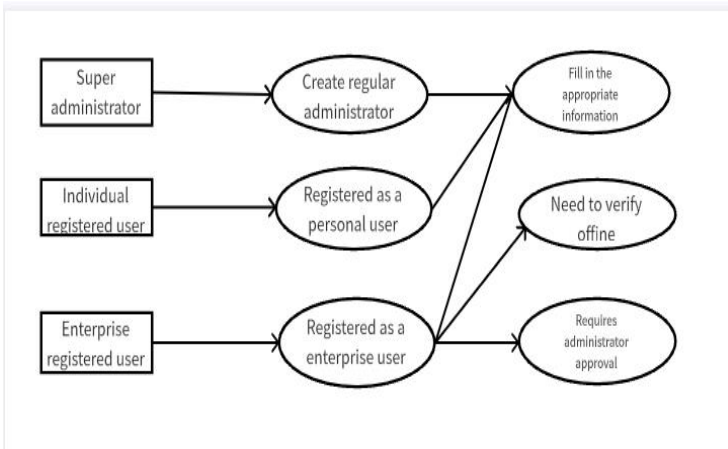 Super
administrator
Create regular
administrator
Fill in the
appropriate
information
Individual
registered user
Registered as a
personal user
Need to verify
offine
Enterprise
registered user
Registered as a
enterprise user
Requires
administrator
approval